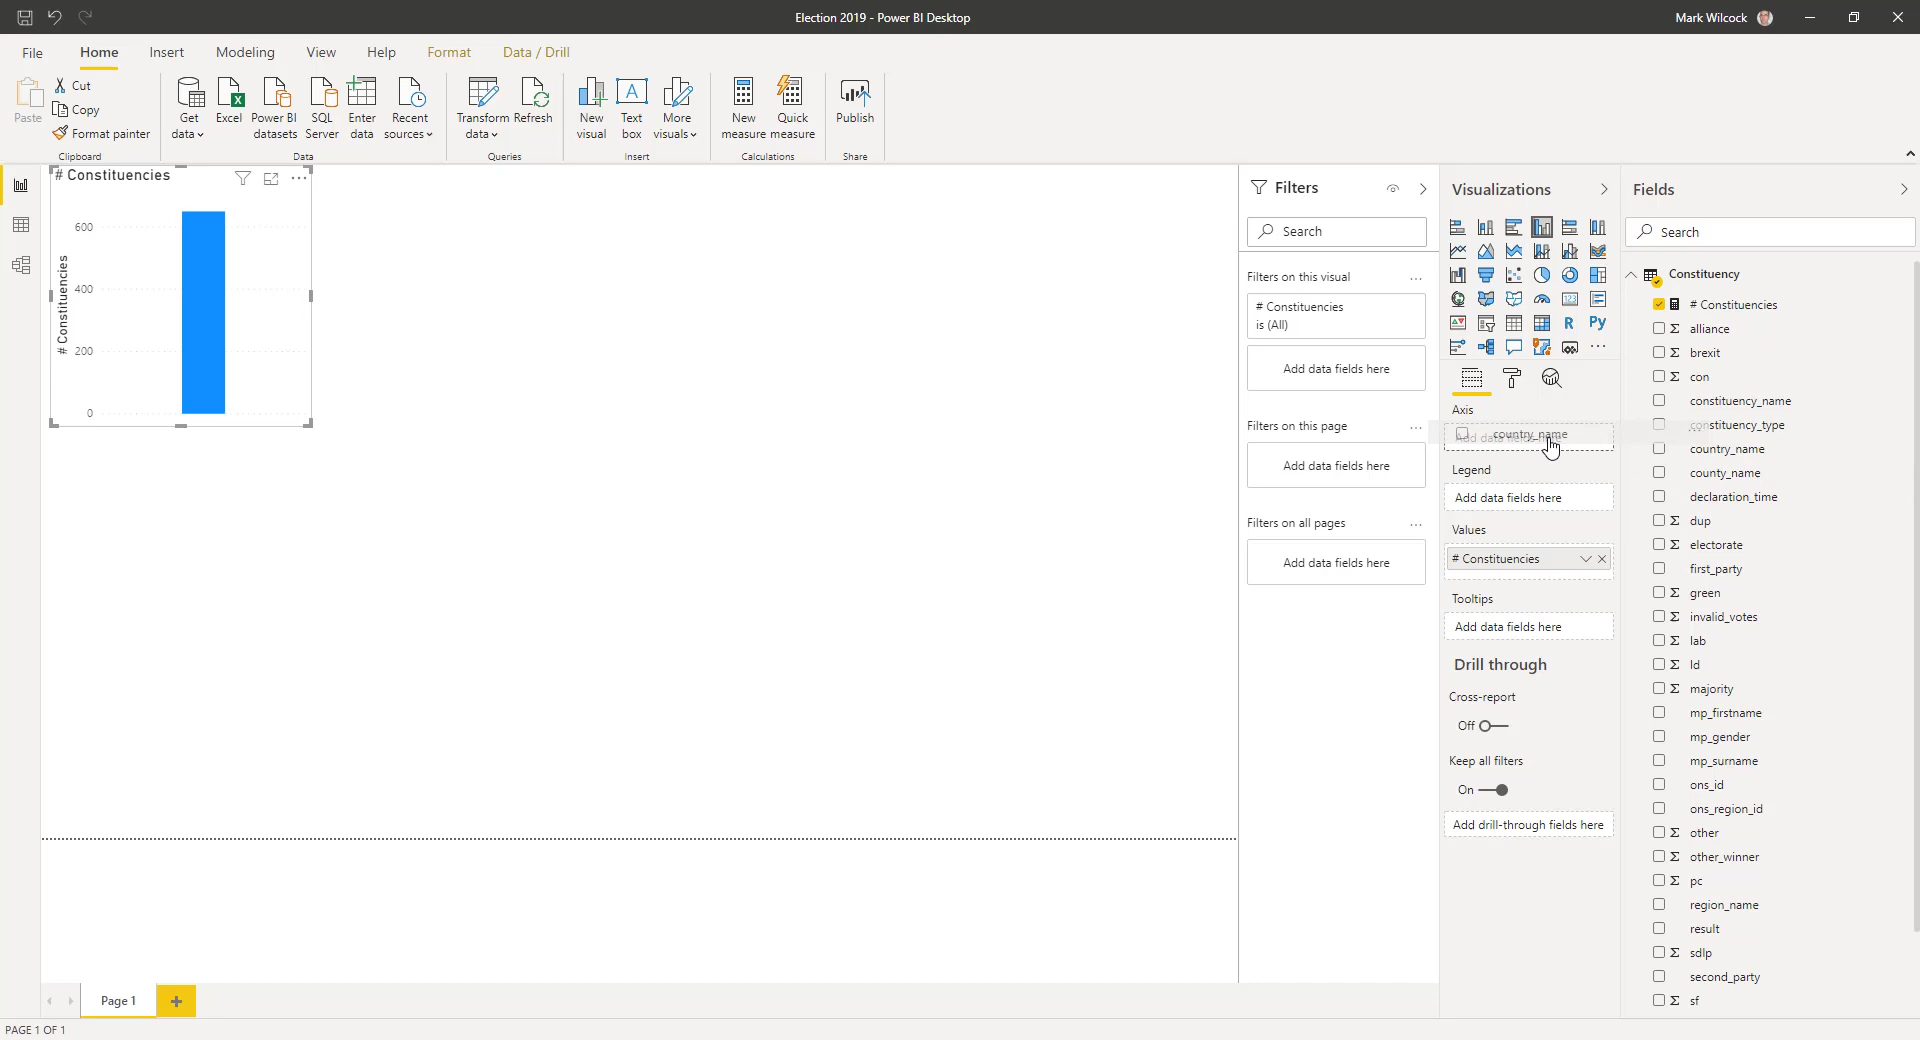 Election 2019 - Power BI Desktop
Mark Wilcock
File
Home
Insert
Modeling
View
Help
Format
Data / Drill
Paste
Cut
Copy
Format painter
Clipboard
Get data
Excel
Power BI datasets
SQL Server
Enter data
Recent sources
Data
Transform data
Refresh
Queries
New visual
Text box
More visuals
Insert
New measure
Quick measure
Calculations
Publish
Share
# Constituencies
# Constituencies
600
400
200
0
Filters
Search
Filters on this visual
# Constituencies
is (All)
Add data fields here
Filters on this page
Add data fields here
Filters on all pages
Add data fields here
Visualizations
123
R
Py
Axis
Add data fields here
country_name
Legend
Add data fields here
Values
# Constituencies
Tooltips
Add data fields here
Drill through
Cross-report
Off
Keep all filters
On
Add drill-through fields here
Fields
Search
Constituency
# Constituencies
alliance
brexit
con
constituency_name
constituency_type
country_name
county_name
declaration_time
dup
electorate
first_party
green
invalid_votes
lab
ld
majority
mp_firstname
mp_gender
mp_surname
ons_id
ons_region_id
other
other_winner
pc
region_name
result
sdlp
second_party
sf
Page 1
PAGE 1 OF 1